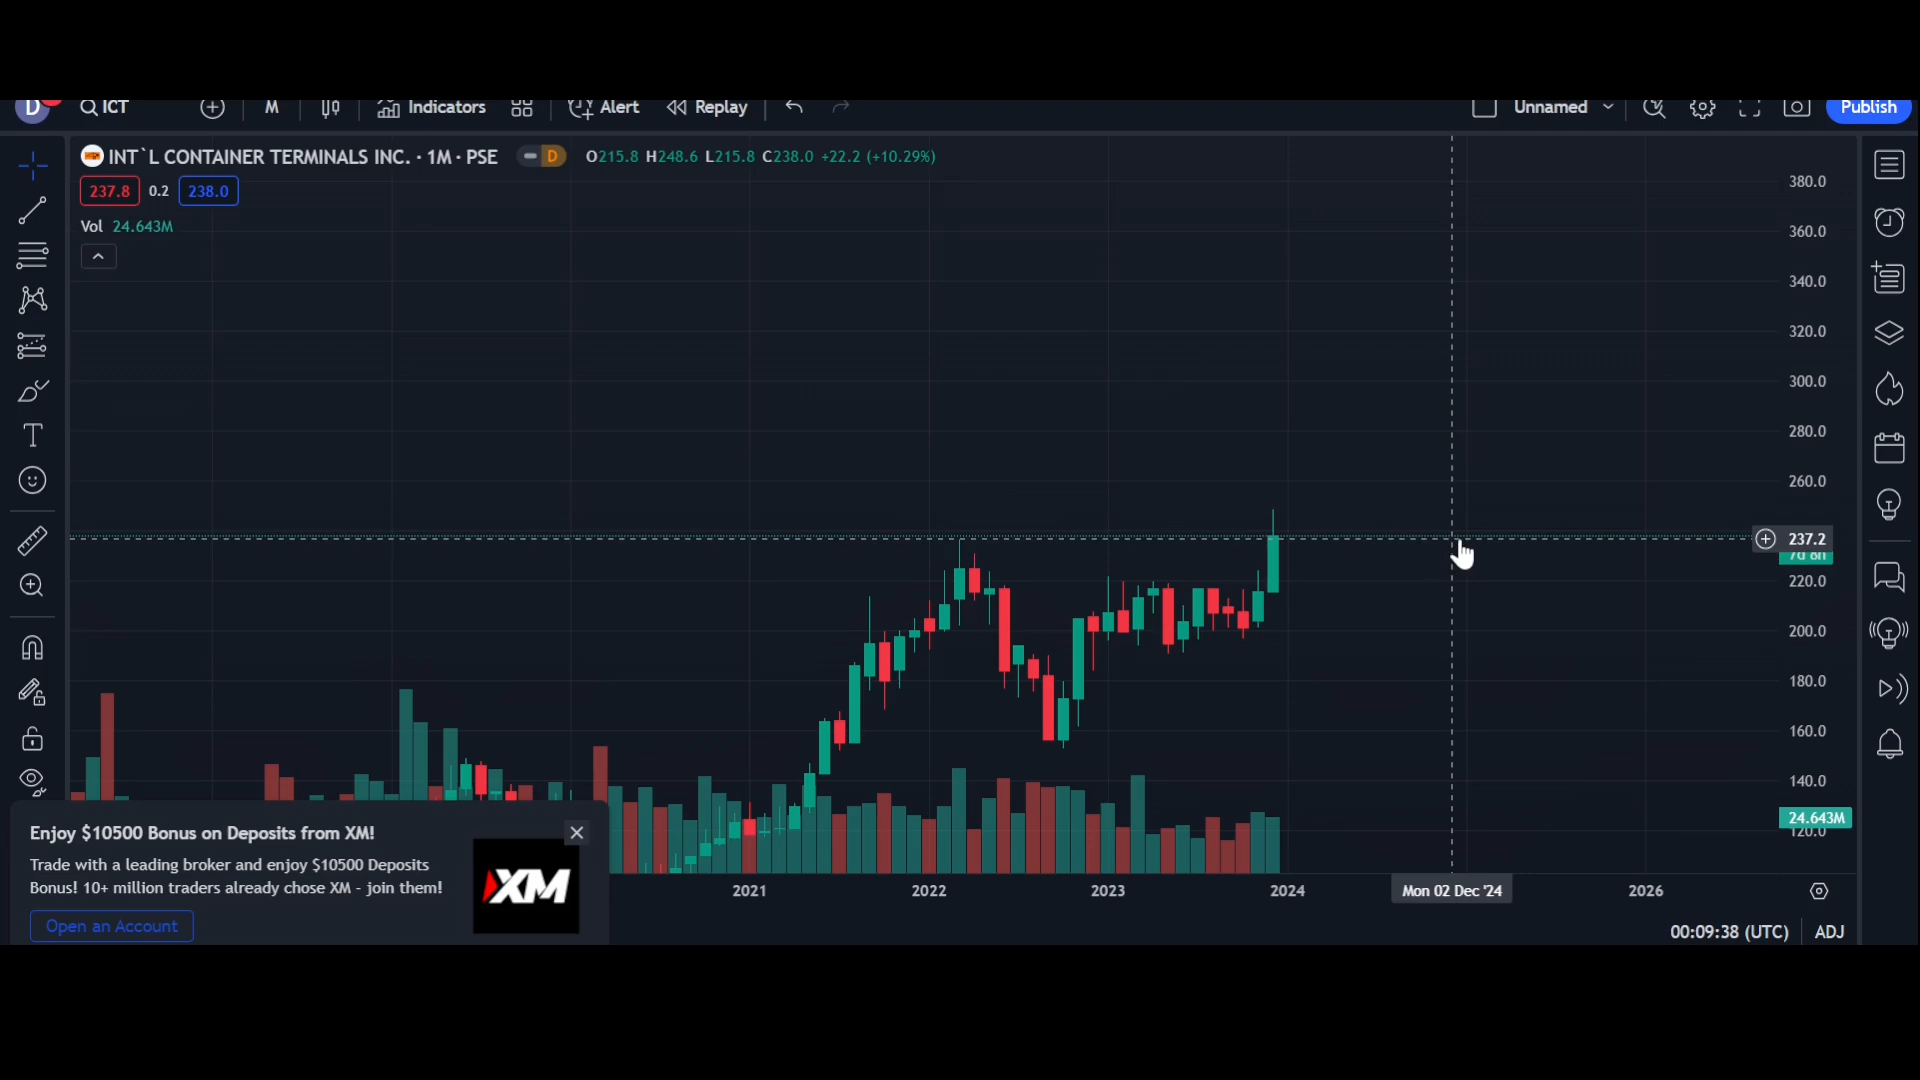 D ICT M Indicators Alert Replay Unnamed Publish
INT`L CONTAINER TERMINALS INC. · 1M · PSE D O215.8 H248.6 L215.8 C238.0 +22.2 (+10.29%)
237.8 0.2 238.0
Vol 24.643M
380.0
360.0
340.0
320.0
300.0
280.0
260.0
237.2
7d 8h
220.0
200.0
180.0
160.0
140.0
24.643M
120.0
Enjoy $10500 Bonus on Deposits from XM!
Trade with a leading broker and enjoy $10500 Deposits
Bonus! 10+ million traders already chose XM - join them!
XM
Open an Account
2021 2022 2023 2024 Mon 02 Dec '24 2026
00:09:38 (UTC) ADJ